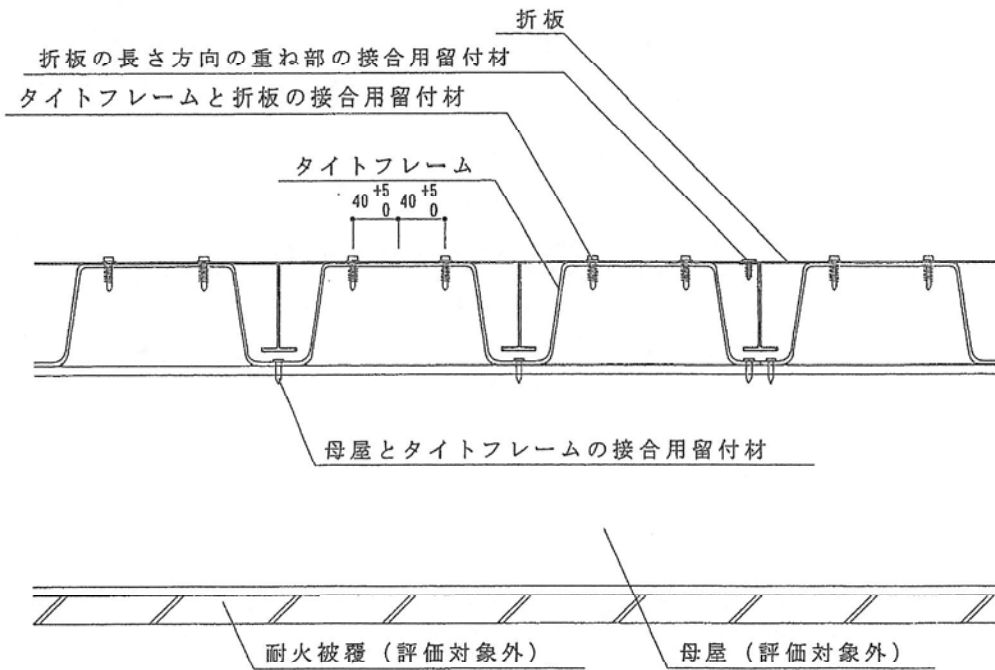 折板
折板の長さ方向の重ね部の接合用留付材
タイトフレームと折板の接合用留付材
タイトフレーム
40 +5 0 40 +5 0
母屋とタイトフレームの接合用留付材
耐火被覆（評価対象外） 母屋（評価対象外）